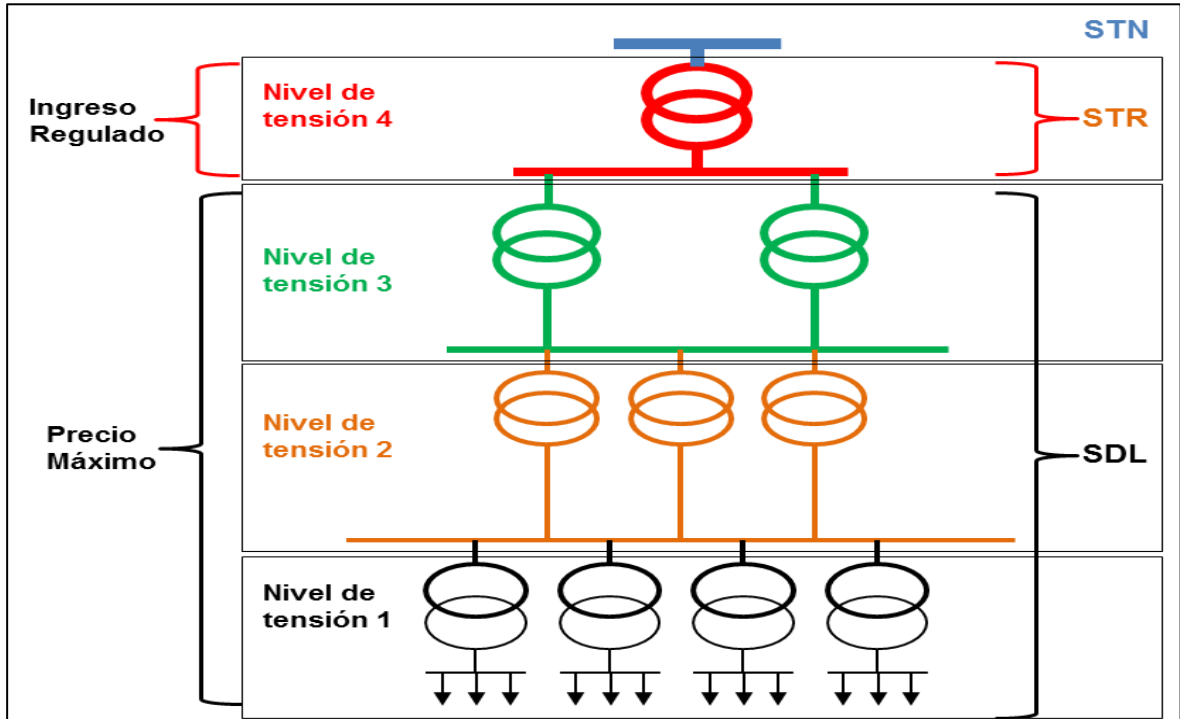 STN
Ingreso
Regulado
Nivel de
tensión 4
STR
Nivel de
tensión 3
Precio
Máximo
Nivel de
tensión 2
SDL
Nivel de
tensión 1